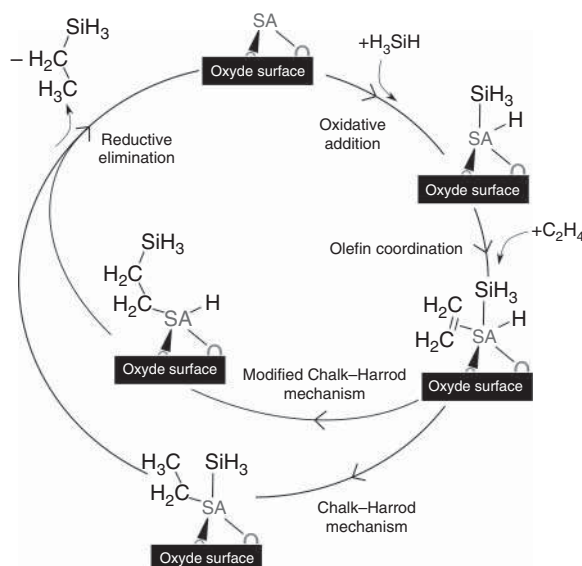 SA
O
Oxyde surface
+H₃SiH
Oxidative
addition
SiH₃
H
SA
O
Oxyde surface
+C₂H₄
Olefin coordination
SiH₃
H₂C
H₂C
H
SA
O
Oxyde surface
Chalk–Harrod
mechanism
H₃C
SiH₃
H₂C
SA
O
Oxyde surface
Modified Chalk–Harrod
mechanism
SiH₃
H₂C
H₂C
H
SA
O
Oxyde surface
Reductive
elimination
SiH₃
– H₂C
H₃C